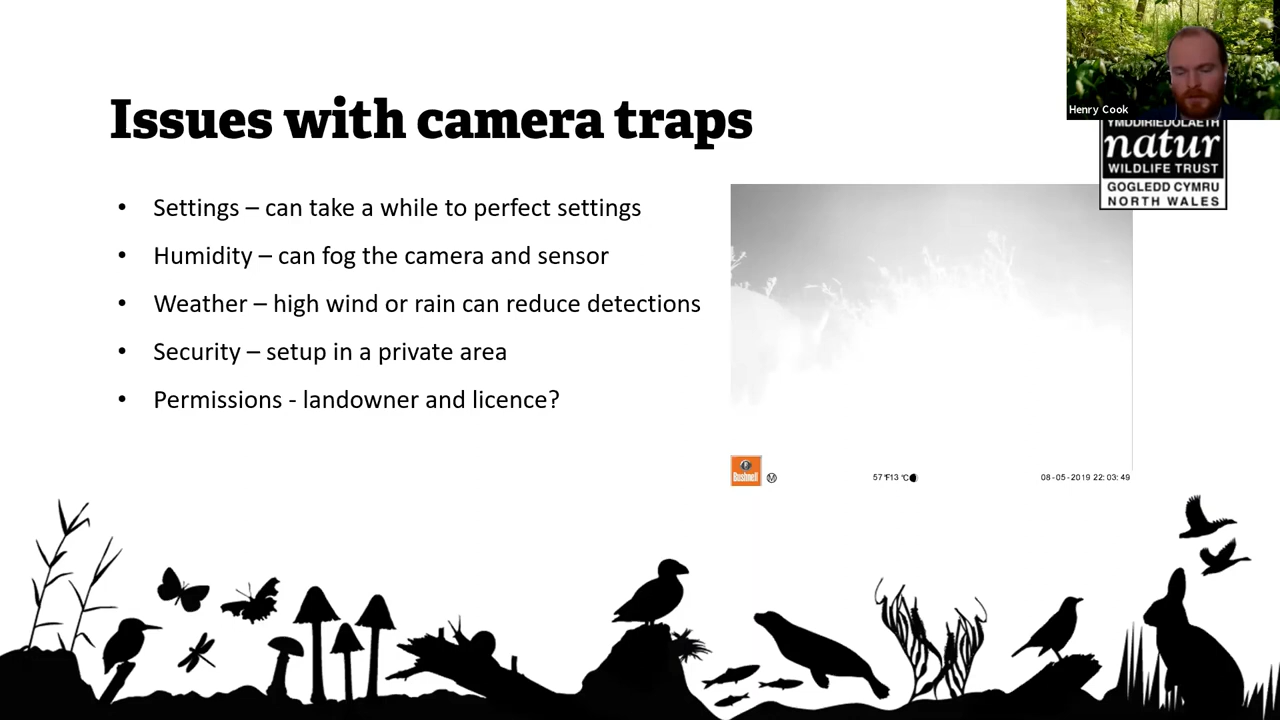 Henry Cook
Issues with camera traps
YMDDIRIEDOLAETH
natur
WILDLIFE TRUST
GOGLEDD CYMRU
NORTH WALES
• Settings – can take a while to perfect settings
• Humidity – can fog the camera and sensor
• Weather – high wind or rain can reduce detections
• Security – setup in a private area
• Permissions - landowner and licence?
Bushnell
M 57°F13 °C 08-05-2019 22:03:49